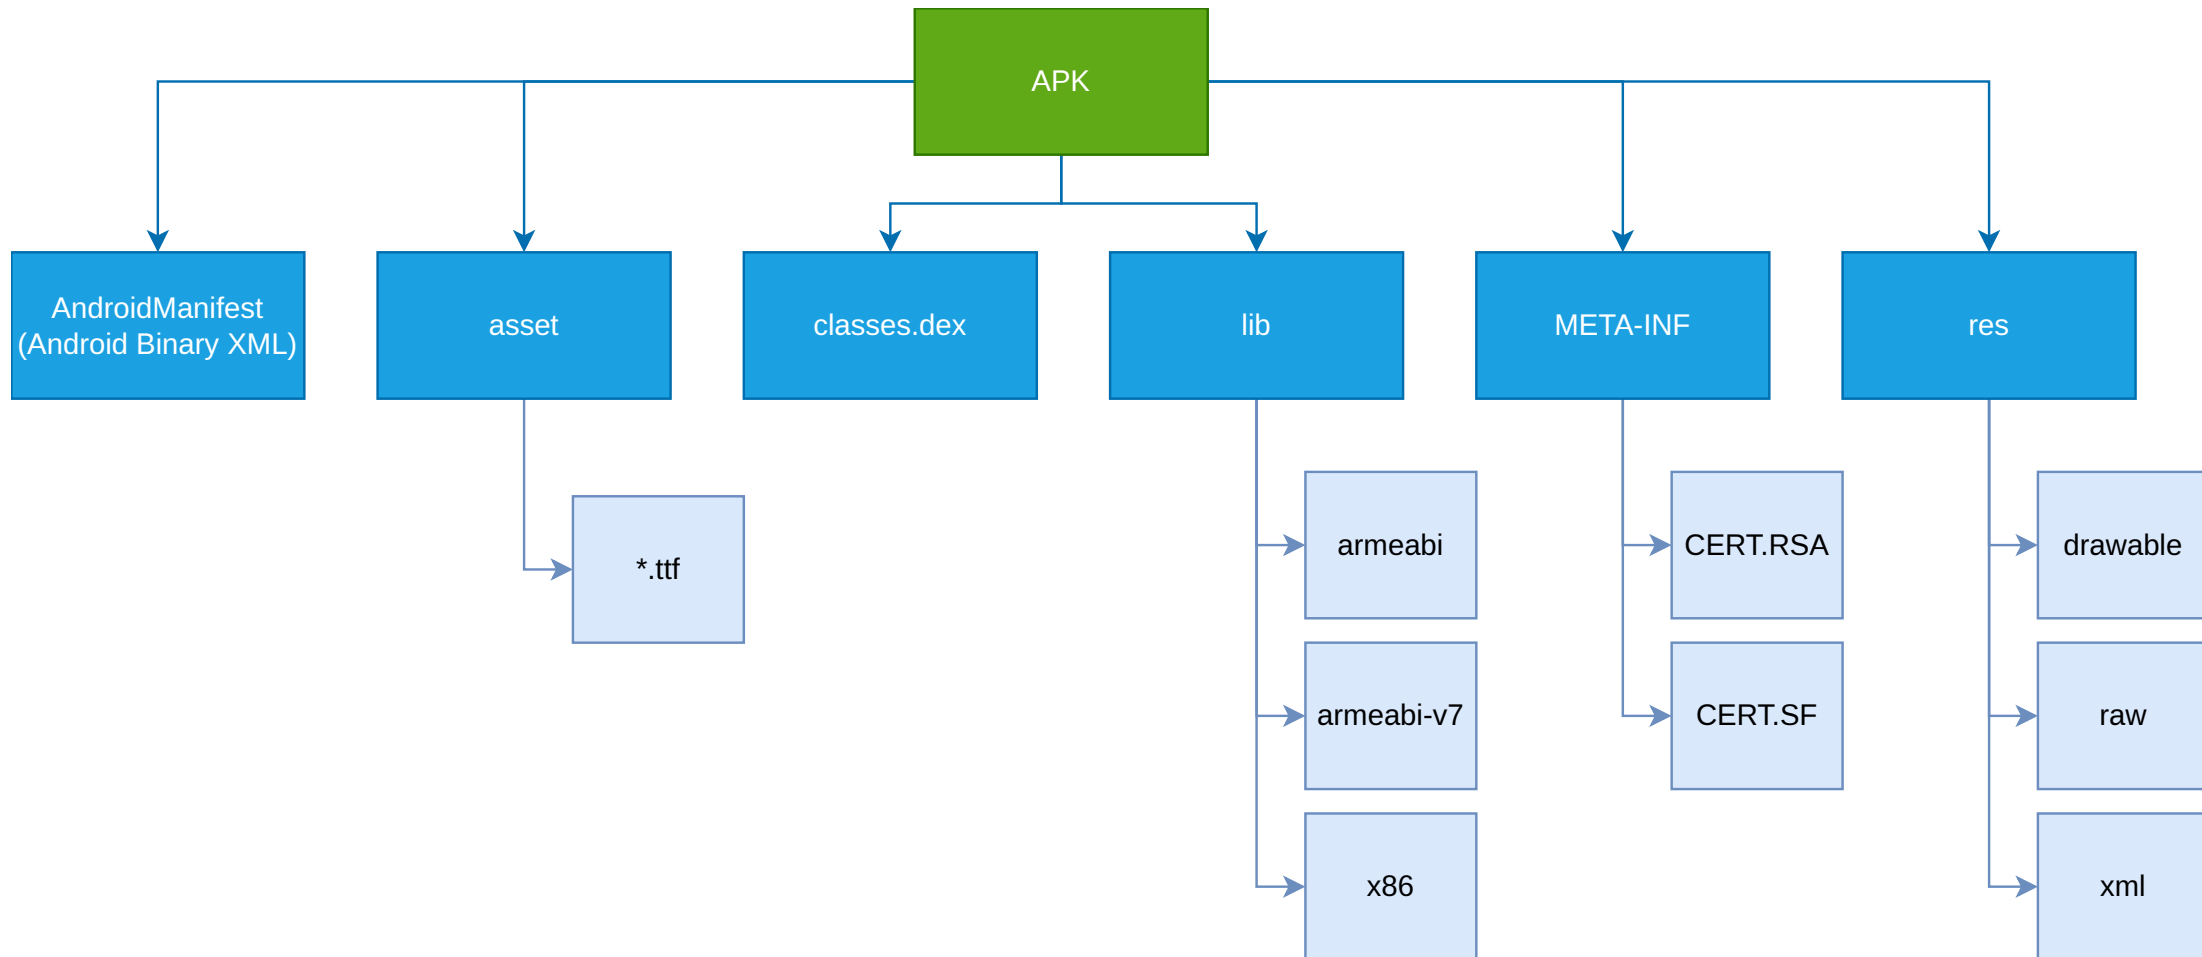 APK
AndroidManifest
(Android Binary XML)
asset
classes.dex
lib
META-INF
res
*.ttf
armeabi
armeabi-v7
x86
CERT.RSA
CERT.SF
drawable
raw
xml